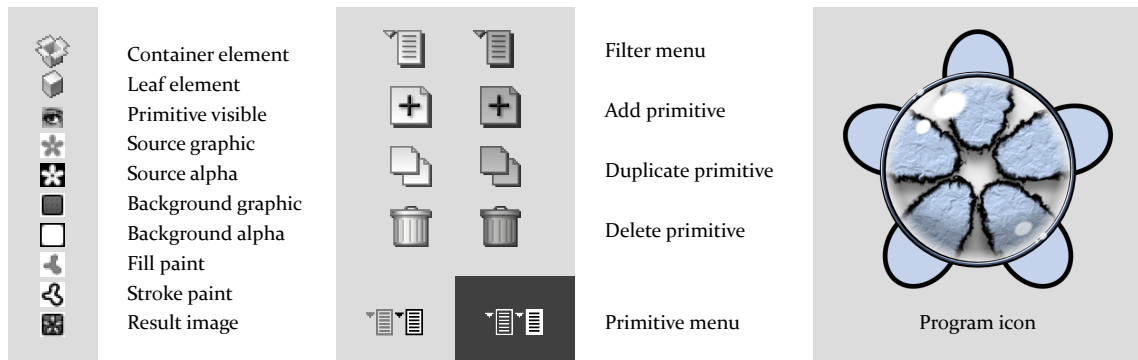 Container element
Leaf element
Primitive visible
Source graphic
Source alpha
Background graphic
Background alpha
Fill paint
Stroke paint
Result image
Filter menu
Add primitive
Duplicate primitive
Delete primitive
Primitive menu
Program icon